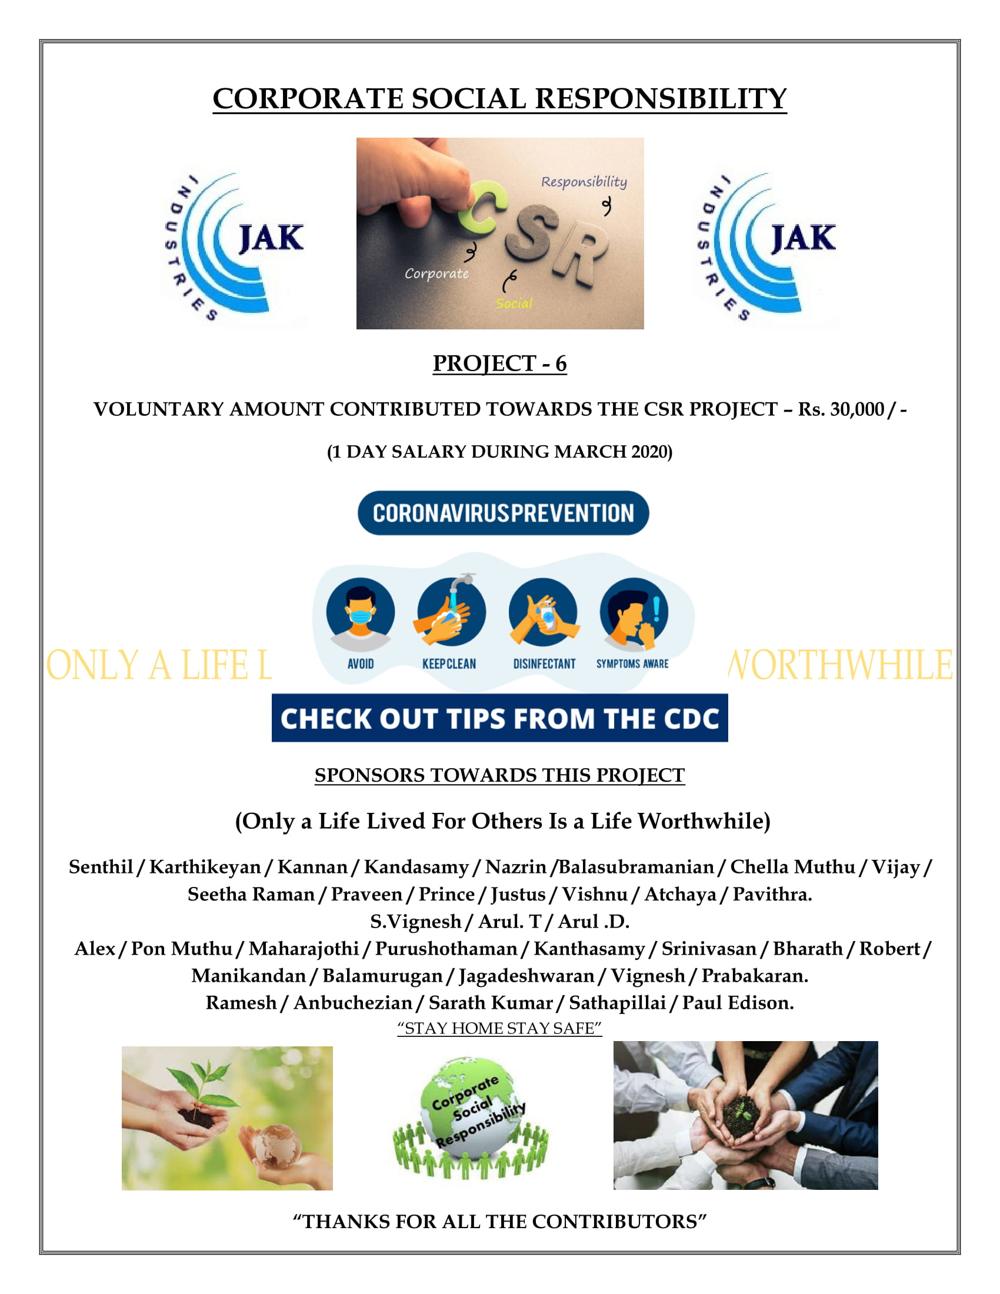 CORPORATE SOCIAL RESPONSIBILITY
INDUSTRIES
JAK
Responsibility
CSR
Corporate
Social
INDUSTRIES
JAK
PROJECT - 6
VOLUNTARY AMOUNT CONTRIBUTED TOWARDS THE CSR PROJECT – Rs. 30,000/-
(1 DAY SALARY DURING MARCH 2020)
CORONAVIRUS PREVENTION
AVOID KEEP CLEAN DISINFECTANT SYMPTOMS AWARE
ONLY A LIFE L WORTHWHILE
CHECK OUT TIPS FROM THE CDC
SPONSORS TOWARDS THIS PROJECT
(Only a Life Lived For Others Is a Life Worthwhile)
Senthil / Karthikeyan / Kannan / Kandasamy / Nazrin /Balasubramanian / Chella Muthu / Vijay /
Seetha Raman / Praveen / Prince / Justus / Vishnu / Atchaya / Pavithra.
S.Vignesh / Arul. T / Arul .D.
Alex / Pon Muthu / Maharajothi / Purushothaman / Kanthasamy / Srinivasan / Bharath / Robert /
Manikandan / Balamurugan / Jagadeshwaran / Vignesh / Prabakaran.
Ramesh / Anbuchezian / Sarath Kumar / Sathapillai / Paul Edison.
“STAY HOME STAY SAFE”
Corporate
Social
Responsibility
“THANKS FOR ALL THE CONTRIBUTORS”